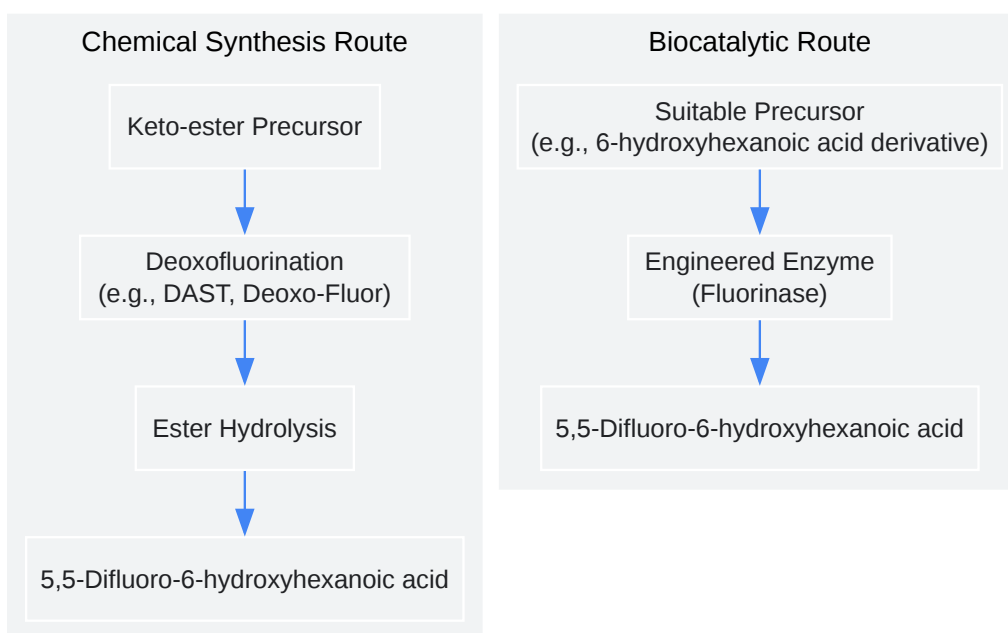 Chemical Synthesis Route
Keto-ester Precursor
Deoxofluorination
(e.g., DAST, Deoxo-Fluor)
Ester Hydrolysis
5,5-Difluoro-6-hydroxyhexanoic acid
Biocatalytic Route
Suitable Precursor
(e.g., 6-hydroxyhexanoic acid derivative)
Engineered Enzyme
(Fluorinase)
5,5-Difluoro-6-hydroxyhexanoic acid